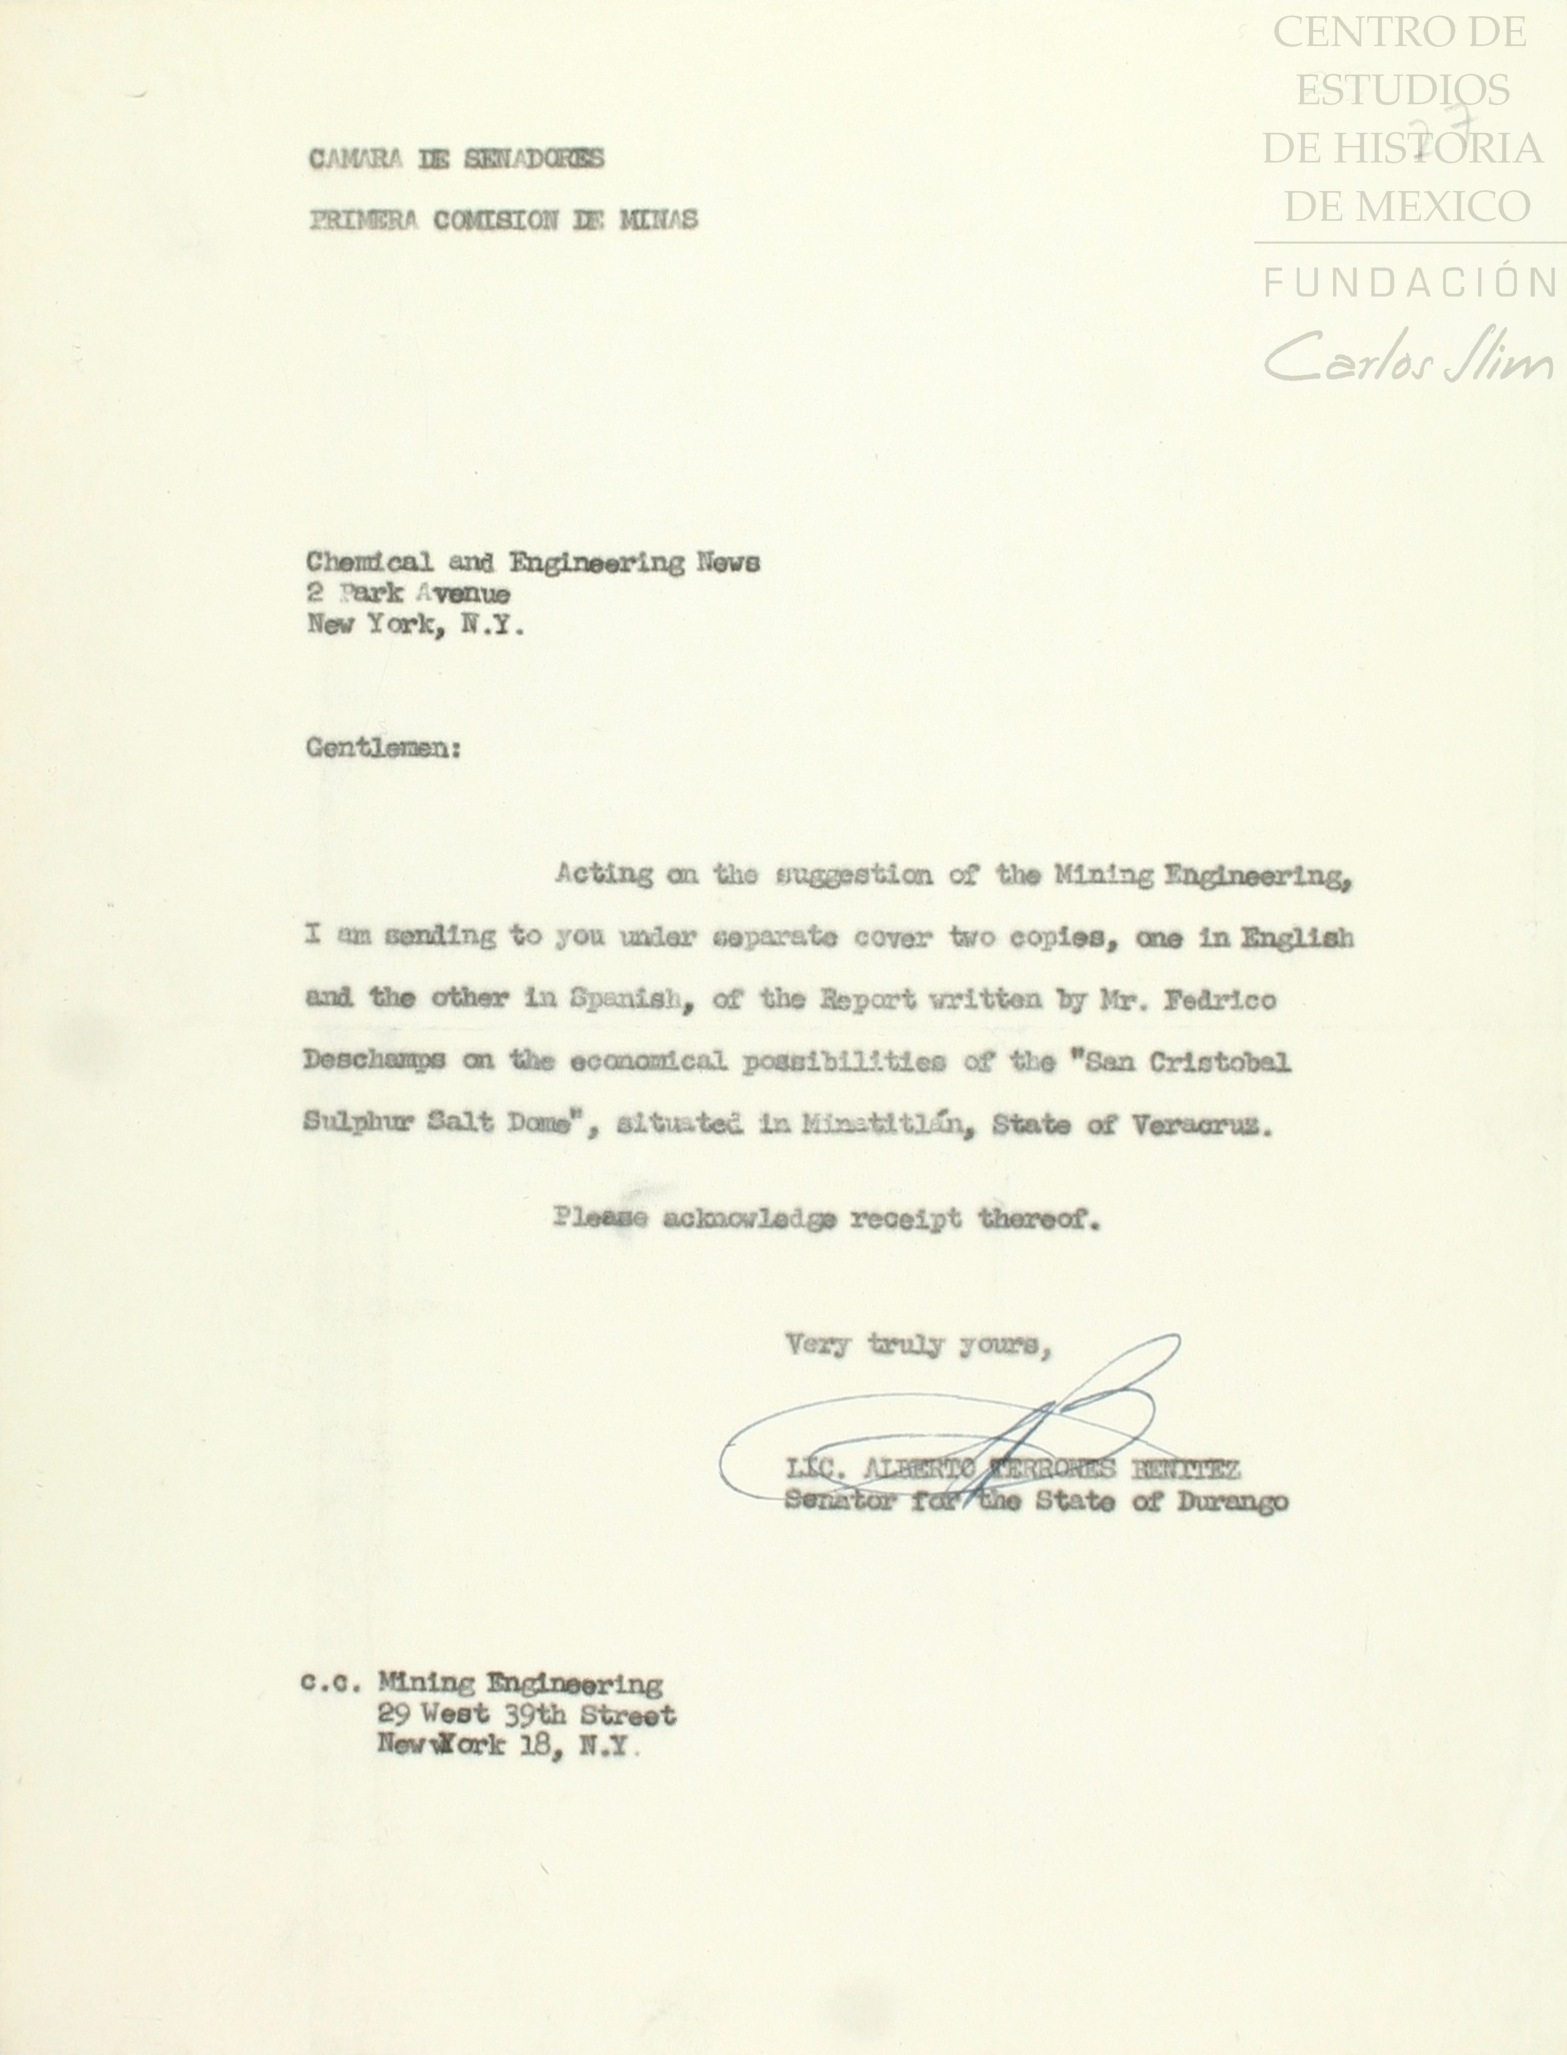 CENTRO DE
ESTUDIOS
DE HISTORIA
DE MEXICO
FUNDACIÓN
Carlos Slim
27
CAMARA DE SENADORES
PRIMERA COMISION DE MINAS
Chemical and Engineering News
2 Park Avenue
New York, N.Y.
Gentlemen:
Acting on the suggestion of the Mining Engineering,
I am sending to you under separate cover two copies, one in English
and the other in Spanish, of the Report written by Mr. Fedrico
Deschamps on the economical possibilities of the "San Cristobal
Sulphur Salt Dome", situated in Minatitlán, State of Veracruz.
Please acknowledge receipt thereof.
Very truly yours,
LIC. ALBERTO TERRONES BENITEZ
Senator for the State of Durango
c.c. Mining Engineering
29 West 39th Street
New York 18, N.Y.